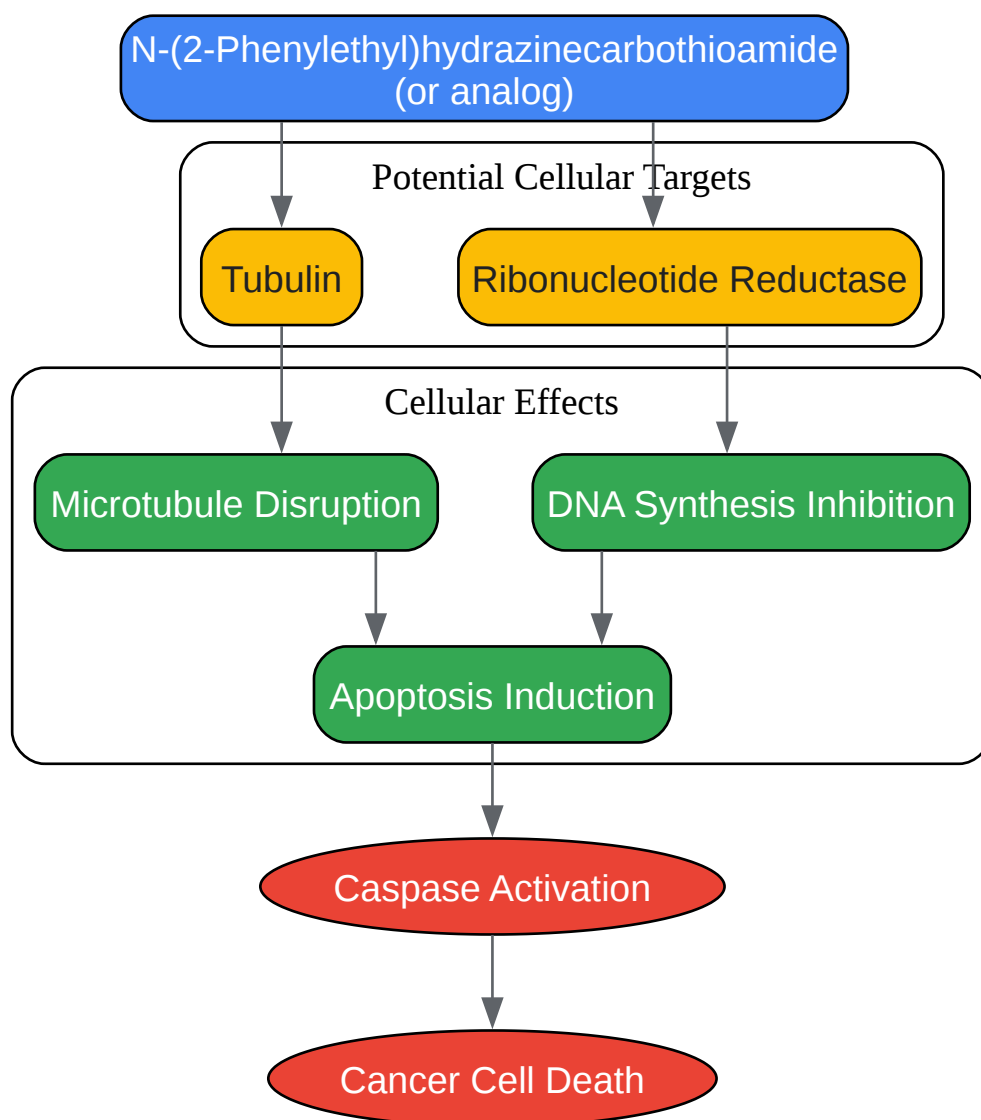 N-(2-Phenylethyl)hydrazinecarbothioamide
(or analog)
Potential Cellular Targets
Tubulin
Ribonucleotide Reductase
Cellular Effects
Microtubule Disruption
DNA Synthesis Inhibition
Apoptosis Induction
Caspase Activation
Cancer Cell Death